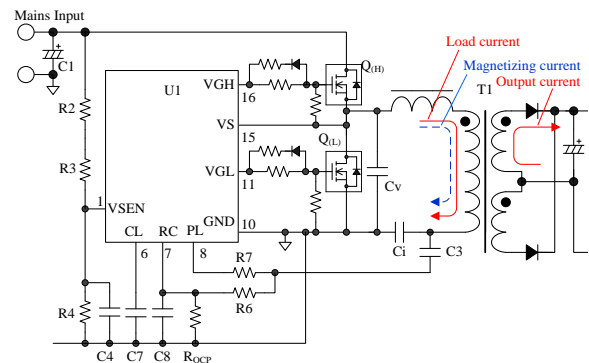 Mains Input
C1
R2
R3
U1
VGH
16
VS
15
VGL
11
GND
10
1
VSEN
CL
RC
PL
6
7
8
Q(H)
Q(L)
Load current
Magnetizing current
Output current
T1
Cv
Ci
C3
R7
R6
R4
C4
C7
C8
ROCP